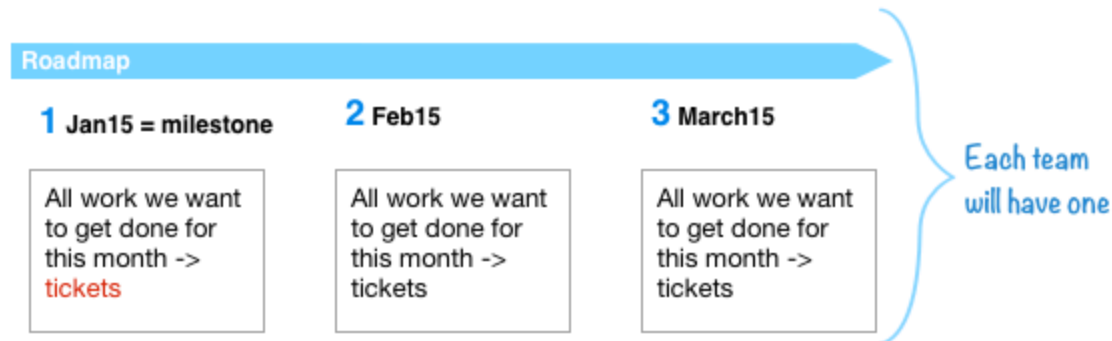 Roadmap
1 Jan15 = milestone
2 Feb15
3 March15
All work we want
to get done for
this month ->
tickets
All work we want
to get done for
this month ->
tickets
All work we want
to get done for
this month ->
tickets
Each team
will have one